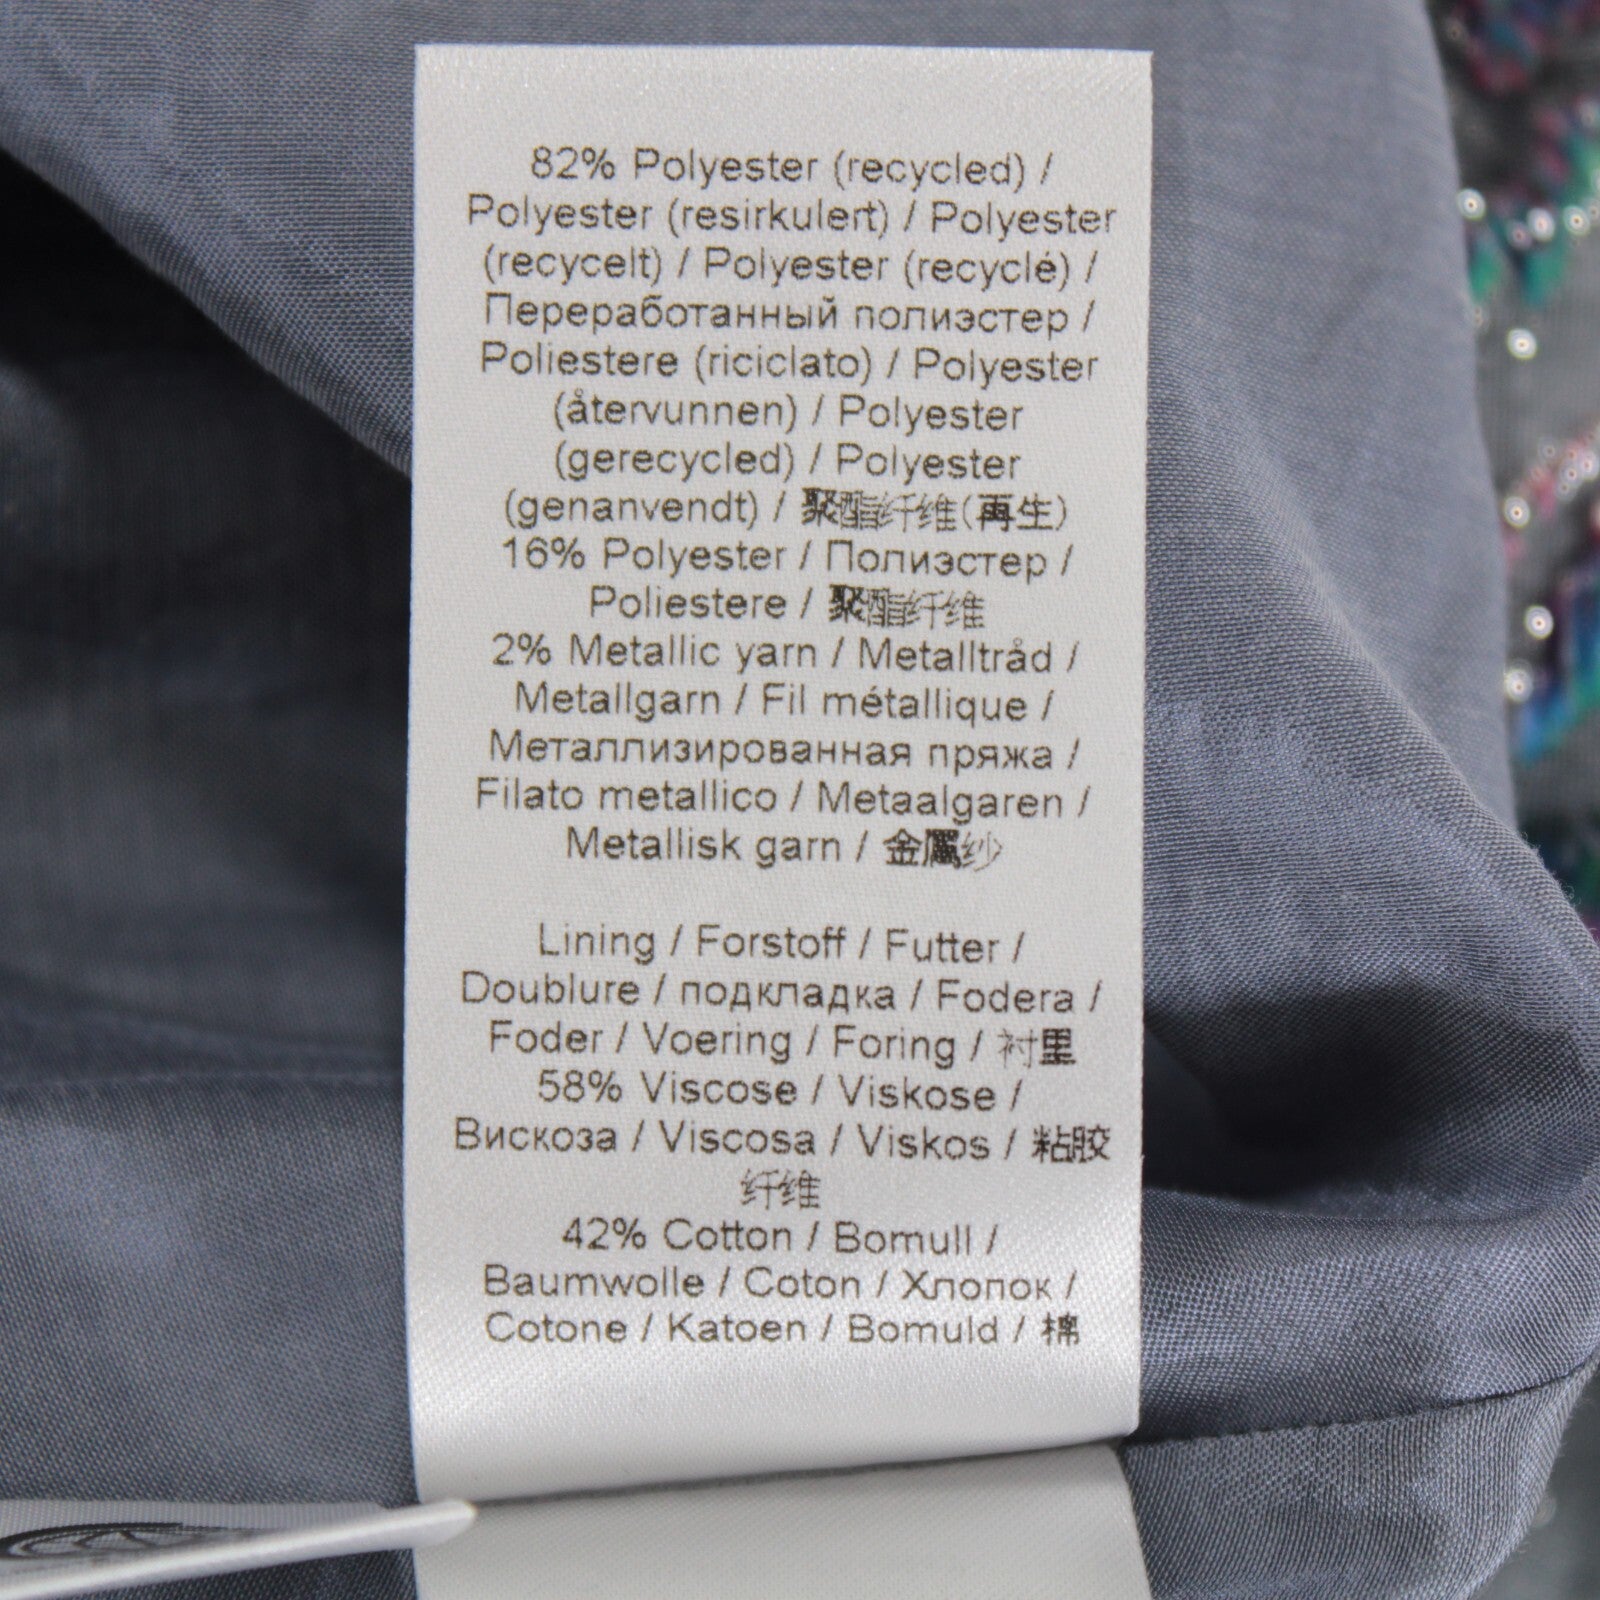 82% Polyester (recycled) /
Polyester (resirkulert) / Polyester
(recycelt) / Polyester (recyclé) /
Переработанный полиэстер /
Poliestere (riciclato) / Polyester
(återvunnen) / Polyester
(gerecycled) / Polyester
(genanvendt) / 聚酯纤维(再生)
16% Polyester / Полиэстер /
Poliestere / 聚酯纤维
2% Metallic yarn / Metalltråd /
Metallgarn / Fil métallique /
Металлизированная пряжа /
Filato metallico / Metaalgaren /
Metallisk garn / 金属纱
Lining / Forstoff / Futter /
Doublure / подкладка / Fodera /
Foder / Voering / Foring / 衬里
58% Viscose / Viskose /
Вискоза / Viscosa / Viskos / 粘胶
纤维
42% Cotton / Bomull /
Baumwolle / Coton / Хлопок /
Cotone / Katoen / Bomuld / 棉